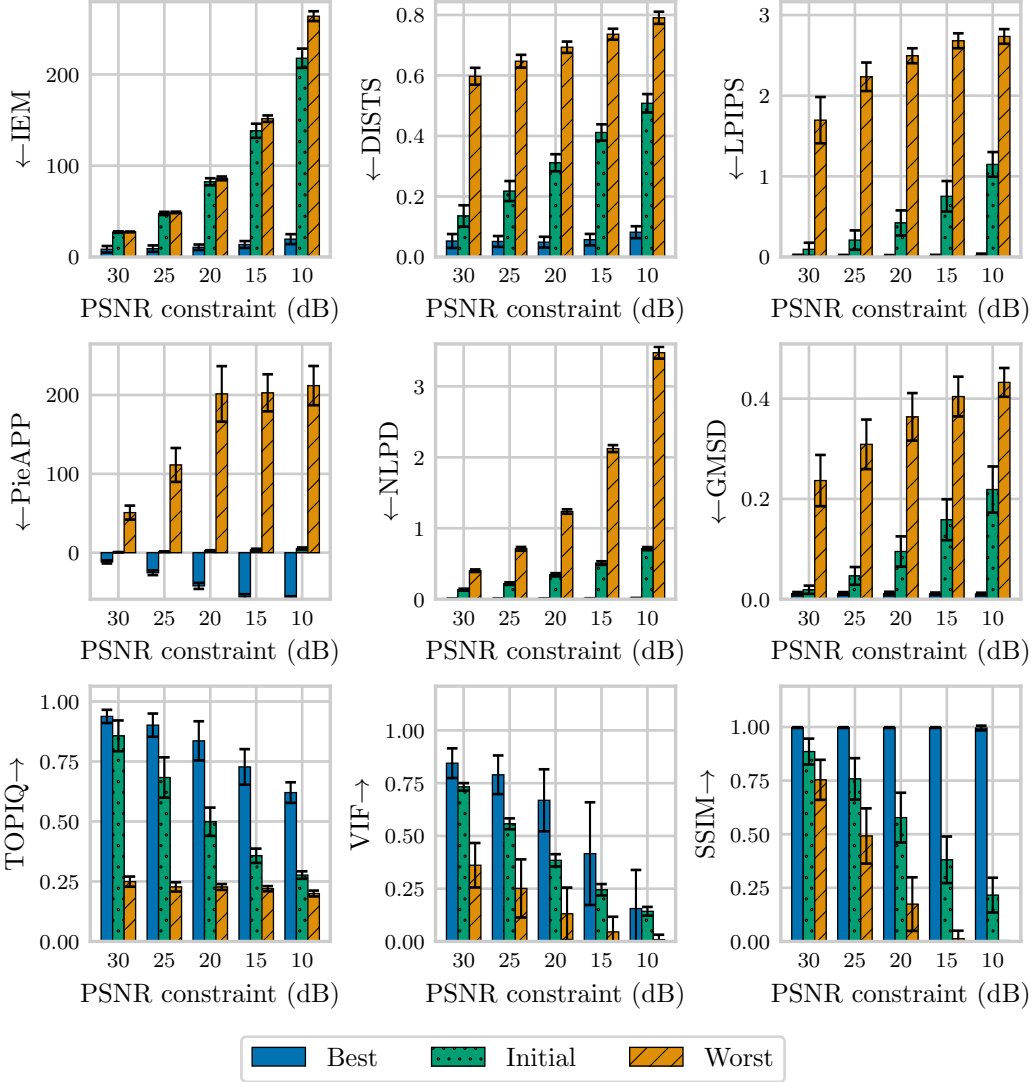 ←IEM
200
100
0
30 25 20 15 10
PSNR constraint (dB)
←DISTS
0.8
0.6
0.4
0.2
0.0
30 25 20 15 10
PSNR constraint (dB)
←LPIPS
3
2
1
0
30 25 20 15 10
PSNR constraint (dB)
←PieAPP
200
100
0
30 25 20 15 10
PSNR constraint (dB)
←NLPD
3
2
1
0
30 25 20 15 10
PSNR constraint (dB)
←GMSD
0.4
0.2
0.0
30 25 20 15 10
PSNR constraint (dB)
TOPIQ→
1.00
0.75
0.50
0.25
0.00
30 25 20 15 10
PSNR constraint (dB)
VIF→
1.00
0.75
0.50
0.25
0.00
30 25 20 15 10
PSNR constraint (dB)
SSIM→
1.00
0.75
0.50
0.25
0.00
30 25 20 15 10
PSNR constraint (dB)
Best Initial Worst